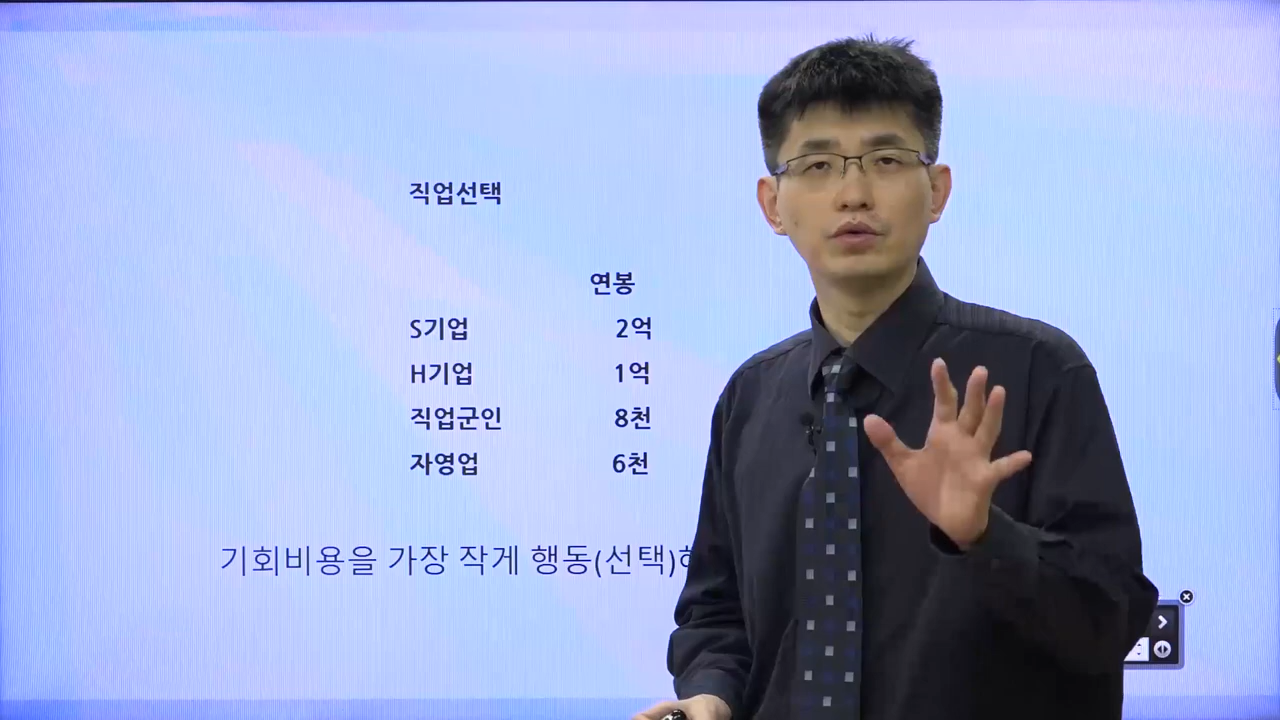 직업선택
연봉
S기업 2억
H기업 1억
직업군인 8천
자영업 6천
기회비용을 가장 작게 행동(선택)